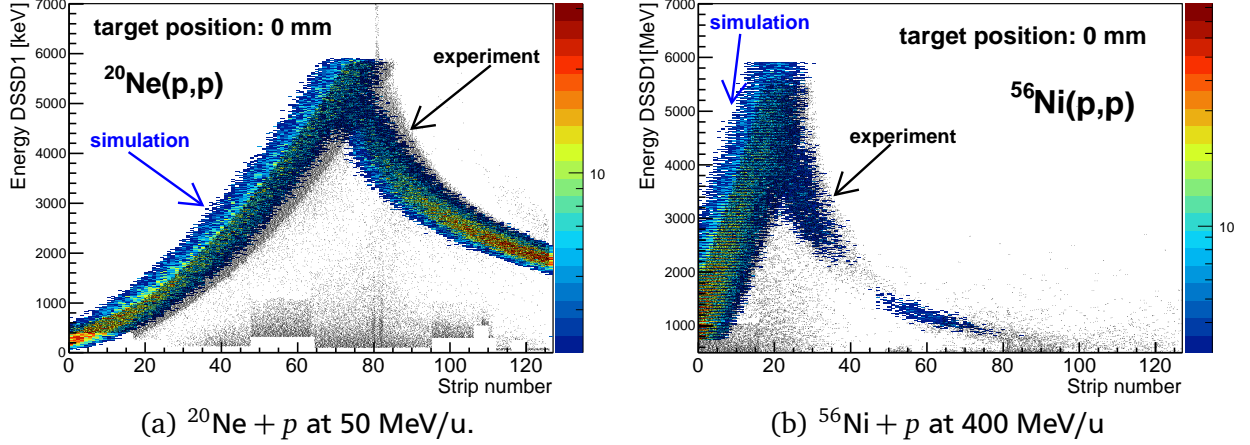 7000
6000
5000
4000
3000
2000
1000
0
Energy DSSD1 [keV]
target position: 0 mm
20Ne(p,p)
simulation
experiment
0 20 40 60 80 100 120
Strip number
10
(a) 20Ne + p at 50 MeV/u.
7000
6000
5000
4000
3000
2000
1000
Energy DSSD1[MeV]
simulation
target position: 0 mm
56Ni(p,p)
experiment
0 20 40 60 80 100 120
Strip number
10
(b) 56Ni + p at 400 MeV/u